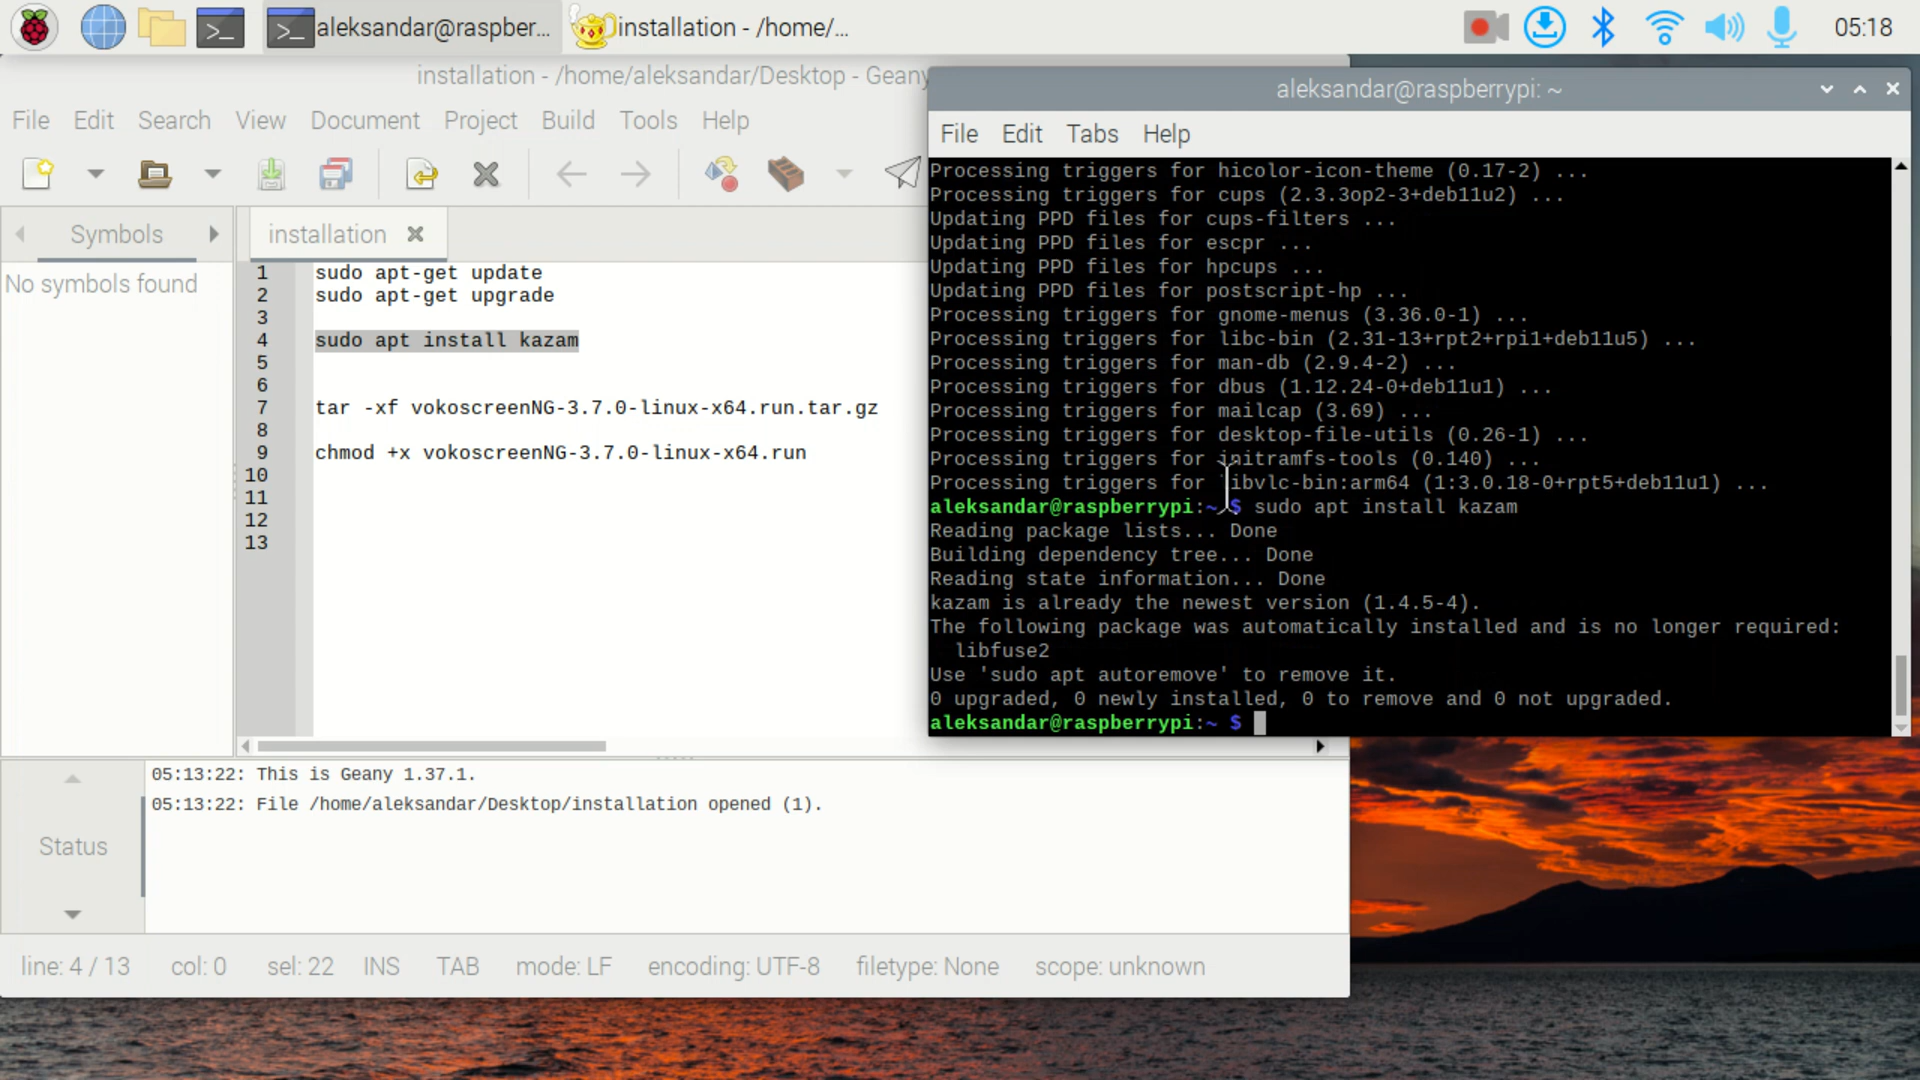 aleksandar@raspber...
installation - /home/...
05:18
installation - /home/aleksandar/Desktop - Geany
File Edit Search View Document Project Build Tools Help
Symbols
No symbols found
installation
1 sudo apt-get update
2 sudo apt-get upgrade
3
4 sudo apt install kazam
5
6
7 tar -xf vokoscreenNG-3.7.0-linux-x64.run.tar.gz
8
9 chmod +x vokoscreenNG-3.7.0-linux-x64.run
10
11
12
13
Status
05:13:22: This is Geany 1.37.1.
05:13:22: File /home/aleksandar/Desktop/installation opened (1).
line: 4 / 13 col: 0 sel: 22 INS TAB mode: LF encoding: UTF-8 filetype: None scope: unknown
aleksandar@raspberrypi: ~
File Edit Tabs Help
Processing triggers for hicolor-icon-theme (0.17-2) ...
Processing triggers for cups (2.3.3op2-3+deb11u2) ...
Updating PPD files for cups-filters ...
Updating PPD files for escpr ...
Updating PPD files for hpcups ...
Updating PPD files for postscript-hp ...
Processing triggers for gnome-menus (3.36.0-1) ...
Processing triggers for libc-bin (2.31-13+rpt2+rpi1+deb11u5) ...
Processing triggers for man-db (2.9.4-2) ...
Processing triggers for dbus (1.12.24-0+deb11u1) ...
Processing triggers for mailcap (3.69) ...
Processing triggers for desktop-file-utils (0.26-1) ...
Processing triggers for initramfs-tools (0.140) ...
Processing triggers for libvlc-bin:arm64 (1:3.0.18-0+rpt5+deb11u1) ...
aleksandar@raspberrypi:~ $ sudo apt install kazam
Reading package lists... Done
Building dependency tree... Done
Reading state information... Done
kazam is already the newest version (1.4.5-4).
The following package was automatically installed and is no longer required:
libfuse2
Use 'sudo apt autoremove' to remove it.
0 upgraded, 0 newly installed, 0 to remove and 0 not upgraded.
aleksandar@raspberrypi:~ $